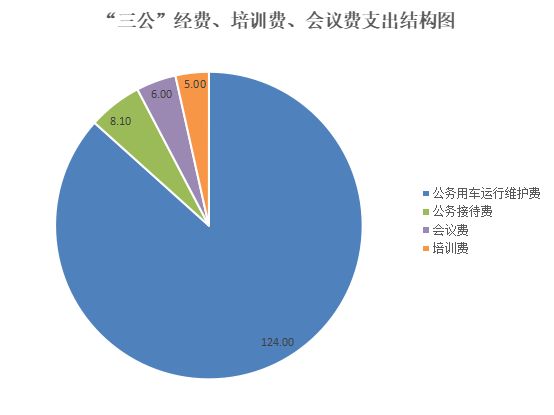 “三公”经费、培训费、会议费支出结构图
5.00
6.00
8.10
124.00
公务用车运行维护费
公务接待费
会议费
培训费